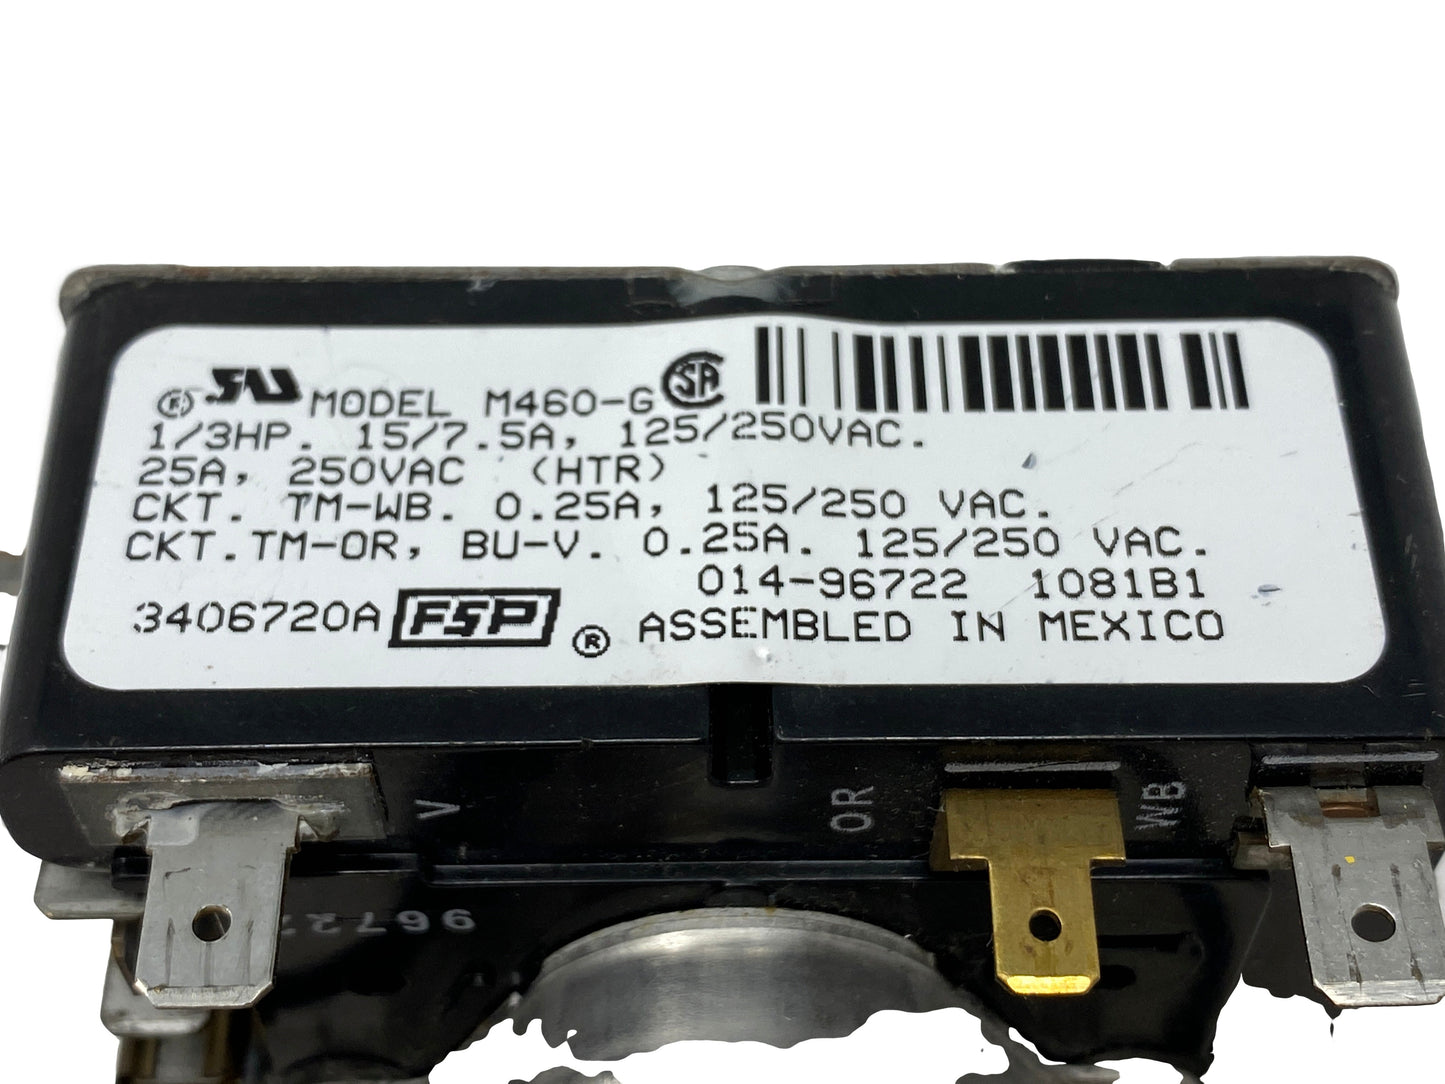 MODEL M460-G
1/3HP. 15/7.5A, 125/250VAC.
25A, 250VAC (HTR)
CKT. TM-WB. 0.25A, 125/250 VAC.
CKT.TM-OR, BU-V. 0.25A. 125/250 VAC.
014-96722 1081B1
3406720A FSP ® ASSEMBLED IN MEXICO
V OR WB